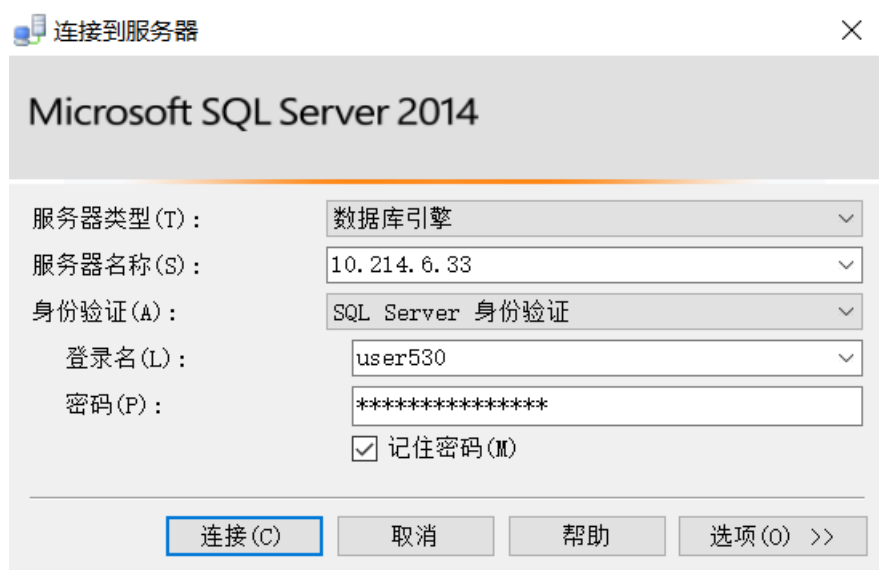 连接到服务器
Microsoft SQL Server 2014
服务器类型(T): 数据库引擎
服务器名称(S): 10.214.6.33
身份验证(A): SQL Server 身份验证
登录名(L): user530
密码(P): ***************
记住密码(M)
连接(C) 取消 帮助 选项(O) >>